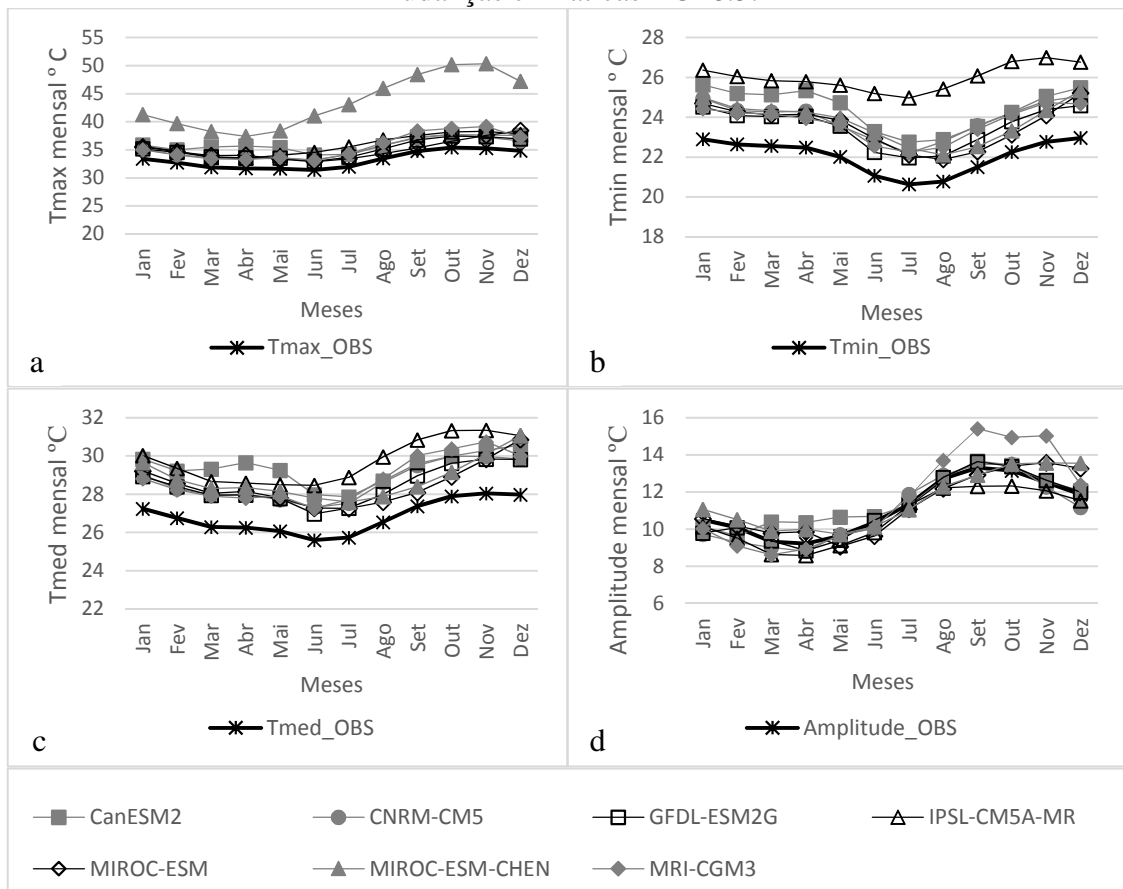 55
50
45
40
35
30
25
20
Tmax mensal º C
Jan
Fev
Mar
Abr
Mai
Jun
Jul
Ago
Set
Out
Nov
Dez
Meses
Tmax_OBS
a
28
26
24
22
20
18
Tmin mensal º C
Jan
Fev
Mar
Abr
Mai
Jun
Jul
Ago
Set
Out
Nov
Dez
Meses
Tmin_OBS
b
32
30
28
26
24
22
Tmed mensal ºC
Jan
Fev
Mar
Abr
Mai
Jun
Jul
Ago
Set
Out
Nov
Dez
Meses
Tmed_OBS
c
16
14
12
10
8
6
Amplitude mensal ºC
Jan
Fev
Mar
Abr
Mai
Jun
Jul
Ago
Set
Out
Nov
Dez
Meses
Amplitude_OBS
d
CanESM2
CNRM-CM5
GFDL-ESM2G
IPSL-CM5A-MR
MIROC-ESM
MIROC-ESM-CHEN
MRI-CGM3